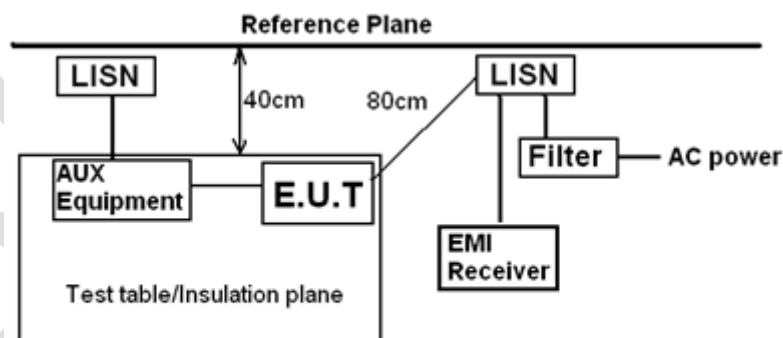 Reference Plane
LISN
40cm
80cm
LISN
Filter
AC power
AUX
Equipment
E.U.T
EMI
Receiver
Test table/Insulation plane